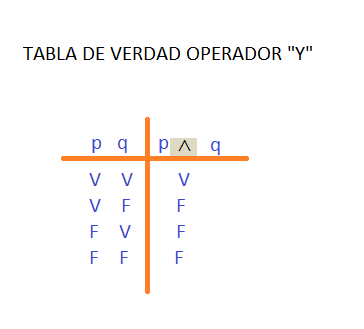 TABLA DE VERDAD OPERADOR "Y"
p q p ∧ q
V V V
V F F
F V F
F F F